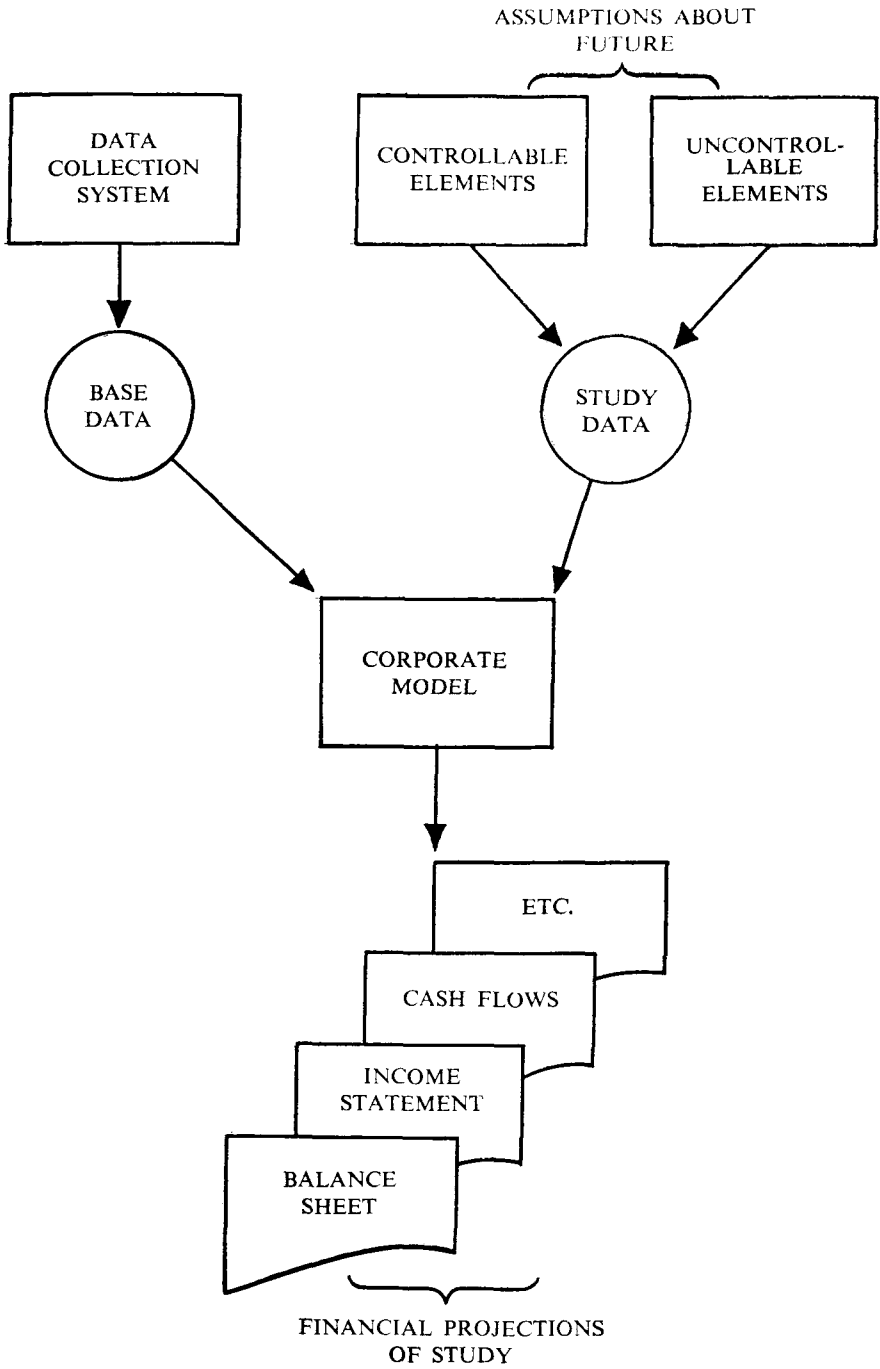 ASSUMPTIONS ABOUT
FUTURE
DATA
COLLECTION
SYSTEM
CONTROLLABLE
ELEMENTS
UNCONTROL-
LABLE
ELEMENTS
BASE
DATA
STUDY
DATA
CORPORATE
MODEL
ETC.
CASH FLOWS
INCOME
STATEMENT
BALANCE
SHEET
FINANCIAL PROJECTIONS
OF STUDY